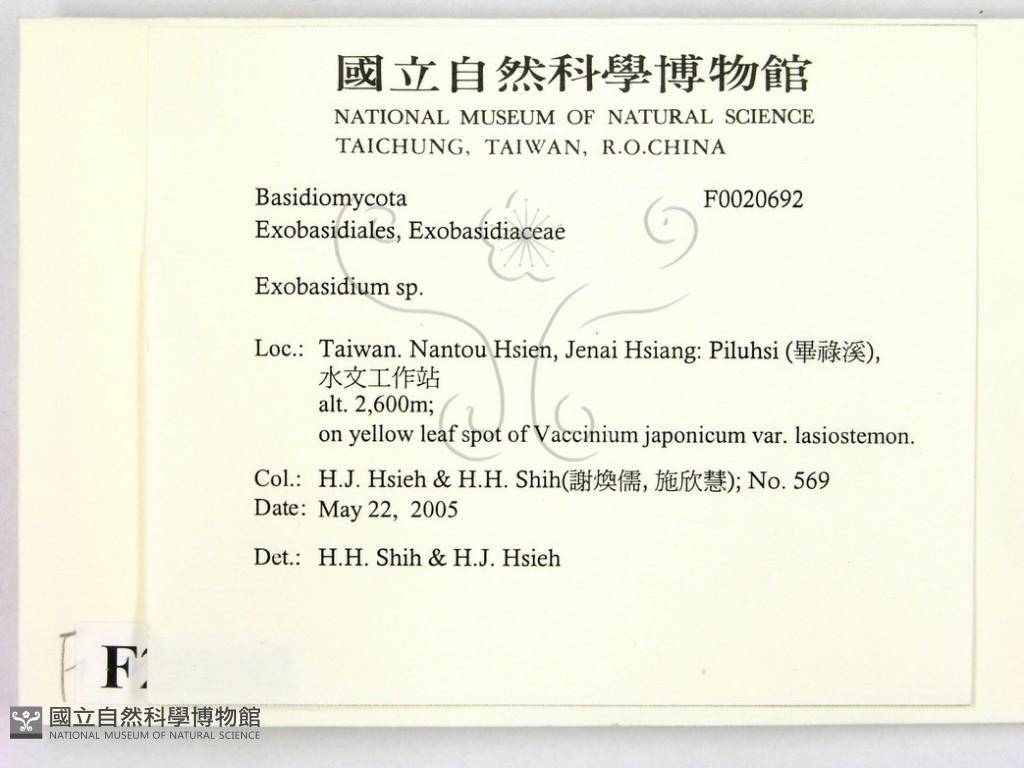 國立自然科學博物館
NATIONAL MUSEUM OF NATURAL SCIENCE
TAICHUNG, TAIWAN, R.O.CHINA
Basidiomycota F0020692
Exobasidiales, Exobasidiaceae
Exobasidium sp.
Loc.: Taiwan. Nantou Hsien, Jenai Hsiang: Piluhsi (畢祿溪),
水文工作站
alt. 2,600m;
on yellow leaf spot of Vaccinium japonicum var. lasiostemon.
Col.: H.J. Hsieh & H.H. Shih(謝煥儒, 施欣慧); No. 569
Date: May 22, 2005
Det.: H.H. Shih & H.J. Hsieh
國立自然科學博物館
NATIONAL MUSEUM OF NATURAL SCIENCE